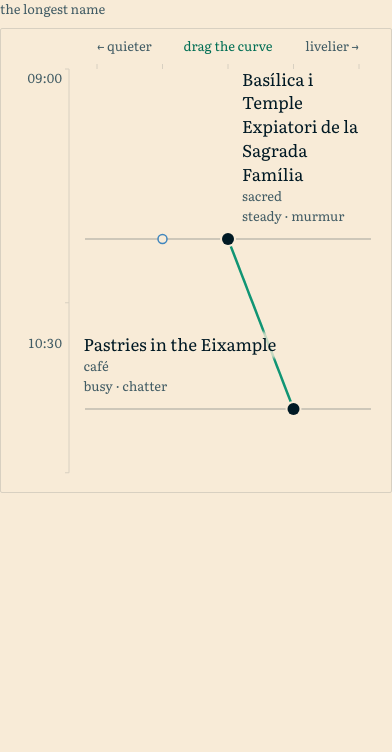 the longest name
← quieter drag the curve livelier →
09:00
Basílica i
Temple
Expiatori de la
Sagrada
Família
sacred
steady · murmur
10:30 Pastries in the Eixample
café
busy · chatter